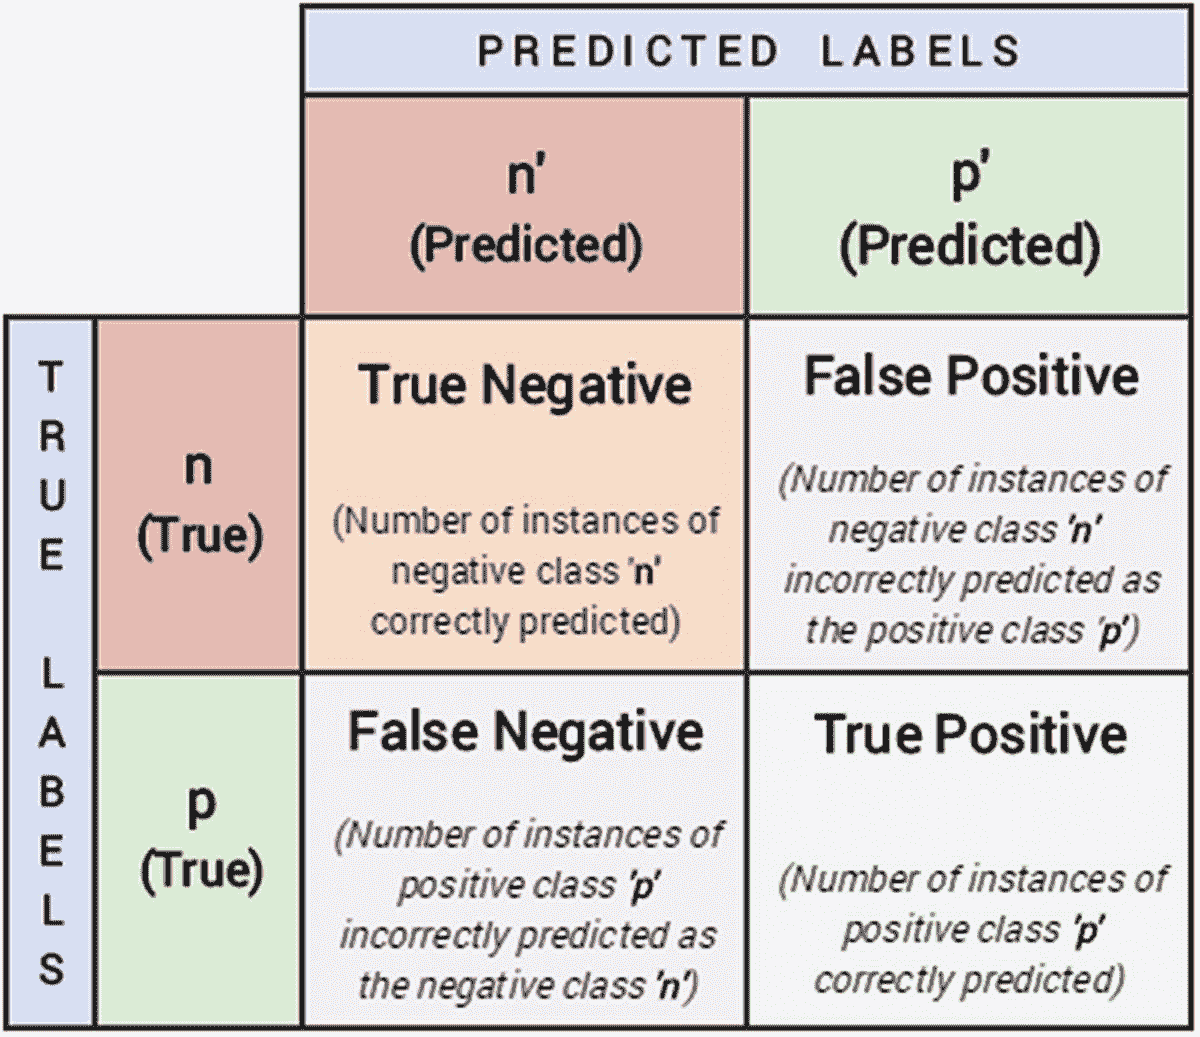 PREDICTED LABELS
n'
(Predicted)
p'
(Predicted)
TRUE LABELS
n
(True)
True Negative
(Number of instances of
negative class 'n'
correctly predicted)
False Positive
(Number of instances of
negative class 'n'
incorrectly predicted as
the positive class 'p')
p
(True)
False Negative
(Number of instances of
positive class 'p'
incorrectly predicted as
the negative class 'n')
True Positive
(Number of instances of
positive class 'p'
correctly predicted)